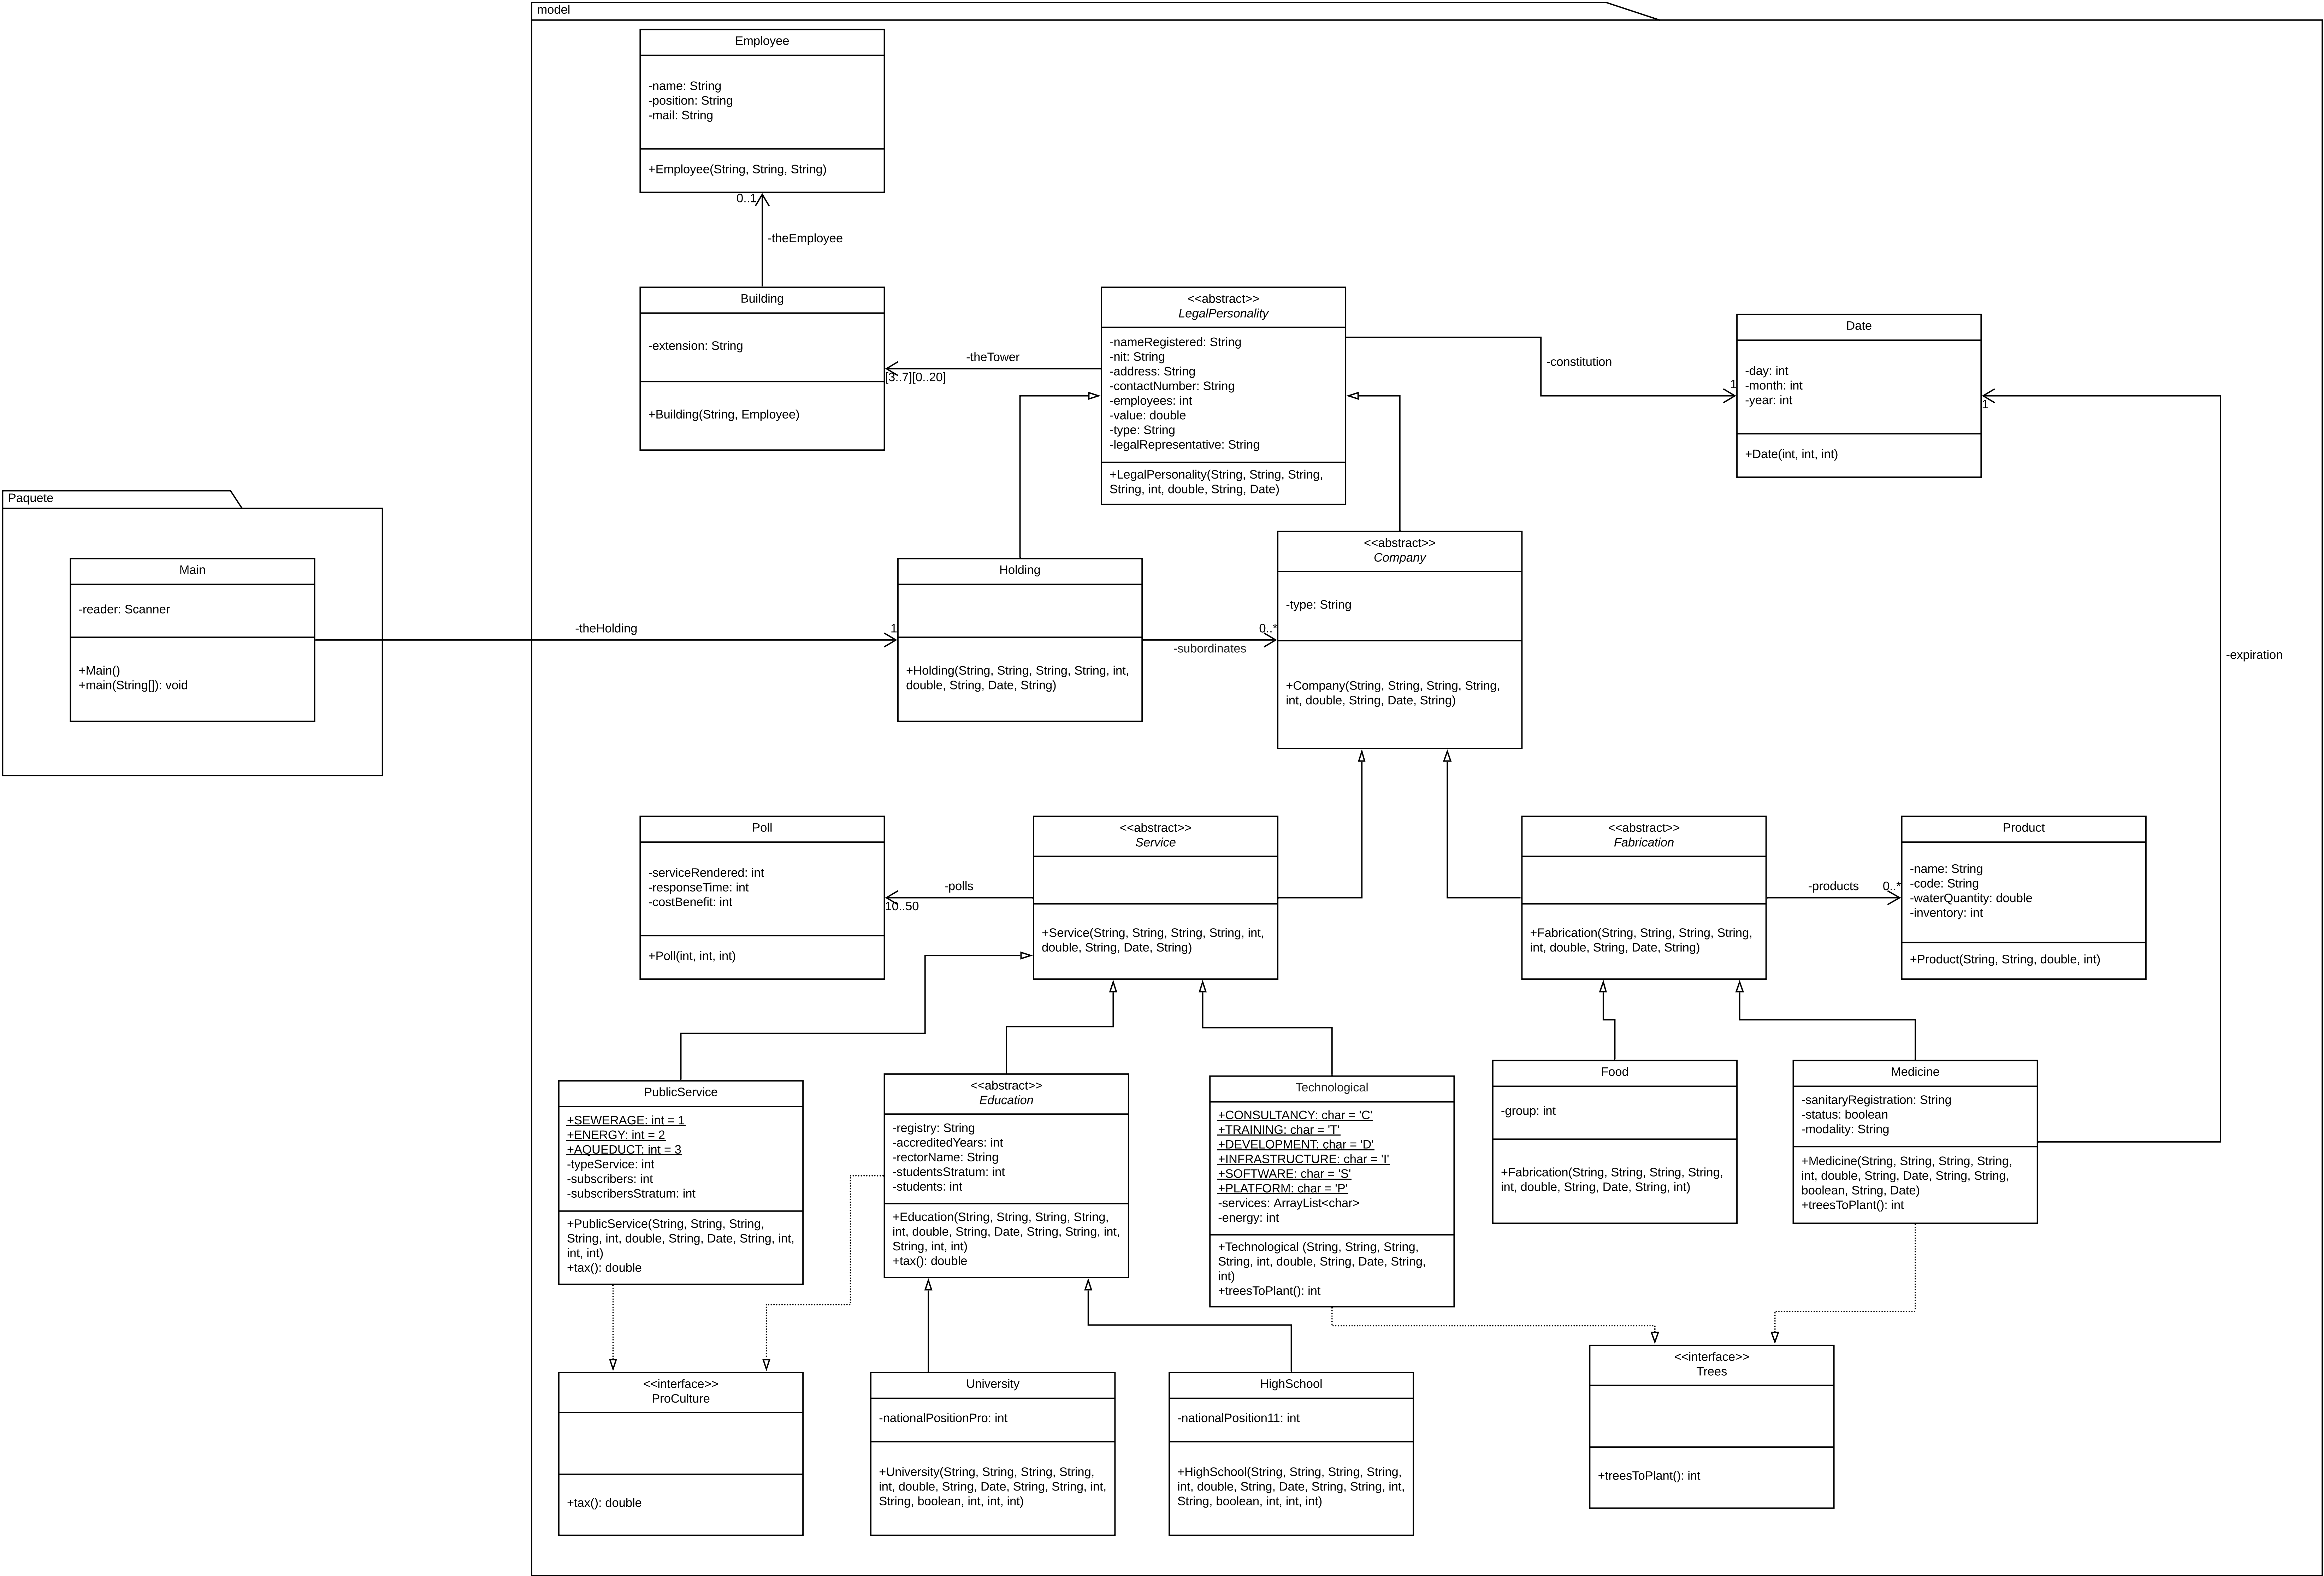 model
Employee
-name: String
-position: String
-mail: String
+Employee(String, String, String)
0..1
-theEmployee
Building
-extension: String
+Building(String, Employee)
-theTower
[3..7][0..20]
<<abstract>>
LegalPersonality
-nameRegistered: String
-nit: String
-address: String
-contactNumber: String
-employees: int
-value: double
-type: String
-legalRepresentative: String
+LegalPersonality(String, String, String,
String, int, double, String, Date)
-constitution
1
Date
-day: int
-month: int
-year: int
+Date(int, int, int)
1
-expiration
Paquete
Main
-reader: Scanner
+Main()
+main(String[]): void
-theHolding
1
Holding
+Holding(String, String, String, String, int,
double, String, Date, String)
0..*
-subordinates
<<abstract>>
Company
-type: String
+Company(String, String, String, String,
int, double, String, Date, String)
Poll
-serviceRendered: int
-responseTime: int
-costBenefit: int
+Poll(int, int, int)
-polls
10..50
<<abstract>>
Service
+Service(String, String, String, String, int,
double, String, Date, String)
<<abstract>>
Fabrication
+Fabrication(String, String, String, String,
int, double, String, Date, String)
-products
0..*
Product
-name: String
-code: String
-waterQuantity: double
-inventory: int
+Product(String, String, double, int)
PublicService
+SEWERAGE: int = 1
+ENERGY: int = 2
+AQUEDUCT: int = 3
-typeService: int
-subscribers: int
-subscribersStratum: int
+PublicService(String, String, String,
String, int, double, String, Date, String, int,
int, int)
+tax(): double
<<abstract>>
Education
-registry: String
-accreditedYears: int
-rectorName: String
-studentsStratum: int
-students: int
+Education(String, String, String, String,
int, double, String, Date, String, String, int,
String, int, int)
+tax(): double
Technological
+CONSULTANCY: char = 'C'
+TRAINING: char = 'T'
+DEVELOPMENT: char = 'D'
+INFRASTRUCTURE: char = 'I'
+SOFTWARE: char = 'S'
+PLATFORM: char = 'P'
-services: ArrayList<char>
-energy: int
+Technological (String, String, String,
String, int, double, String, Date, String,
int)
+treesToPlant(): int
Food
-group: int
+Fabrication(String, String, String, String,
int, double, String, Date, String, int)
Medicine
-sanitaryRegistration: String
-status: boolean
-modality: String
+Medicine(String, String, String, String,
int, double, String, Date, String, String,
boolean, String, Date)
+treesToPlant(): int
<<interface>>
ProCulture
+tax(): double
University
-nationalPositionPro: int
+University(String, String, String, String,
int, double, String, Date, String, String, int,
String, boolean, int, int, int)
HighSchool
-nationalPosition11: int
+HighSchool(String, String, String, String,
int, double, String, Date, String, String, int,
String, boolean, int, int, int)
<<interface>>
Trees
+treesToPlant(): int